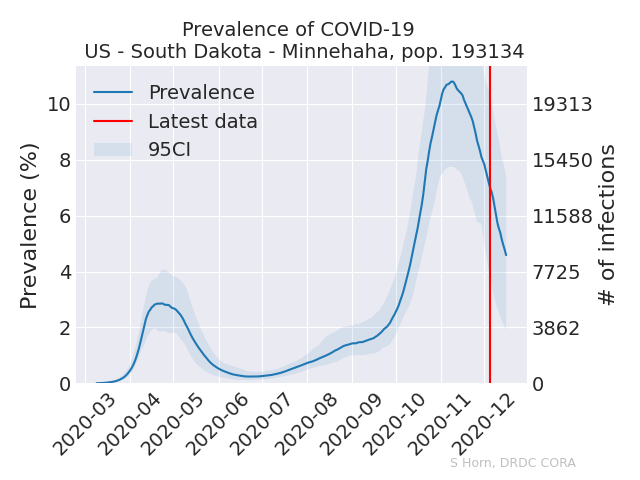 Prevalence of COVID-19
US - South Dakota - Minnehaha, pop. 193134
Prevalence
Latest data
95CI
Prevalence (%)
10
8
6
4
2
0
19313
15450
11588
7725
3862
0
# of infections
2020-03
2020-04
2020-05
2020-06
2020-07
2020-08
2020-09
2020-10
2020-11
2020-12
S Horn, DRDC CORA